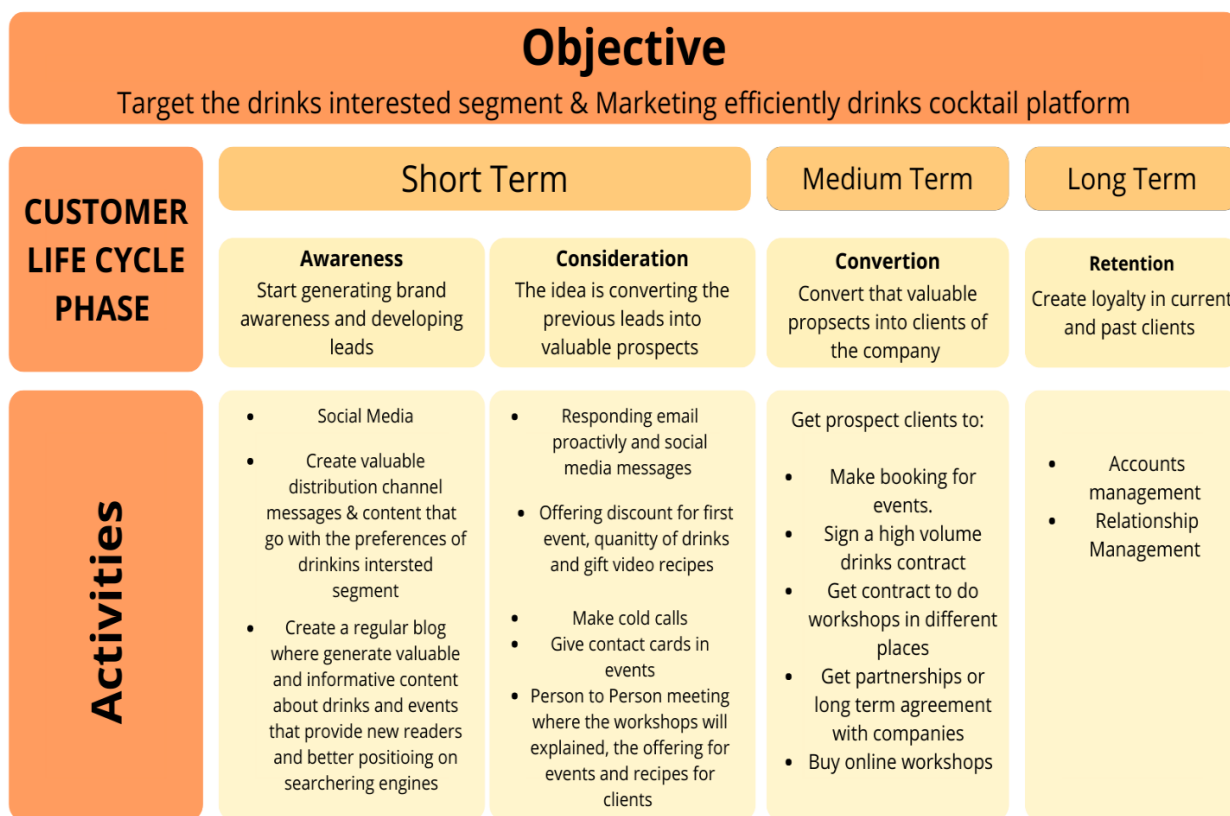 Objective
Target the drinks interested segment & Marketing efficiently drinks cocktail platform
CUSTOMER
LIFE CYCLE
PHASE
Short Term
Medium Term
Long Term
Awareness
Start generating brand
awareness and developing
leads
Consideration
The idea is converting the
previous leads into
valuable prospects
Convertion
Convert that valuable
propsects into clients of
the company
Retention
Create loyalty in current
and past clients
Activities
• Social Media
• Create valuable
distribution channel
messages & content that
go with the preferences of
drinkins intersted
segment
• Create a regular blog
where generate valuable
and informative content
about drinks and events
that provide new readers
and better positioing on
searchering engines
• Responding email
proactivly and social
media messages
• Offering discount for first
event, quanitty of drinks
and gift video recipes
• Make cold calls
• Give contact cards in
events
• Person to Person meeting
where the workshops will
explained, the offering for
events and recipes for
clients
Get prospect clients to:
• Make booking for
events.
• Sign a high volume
drinks contract
• Get contract to do
workshops in different
places
• Get partnerships or
long term agreement
with companies
• Buy online workshops
• Accounts
management
• Relationship
Management